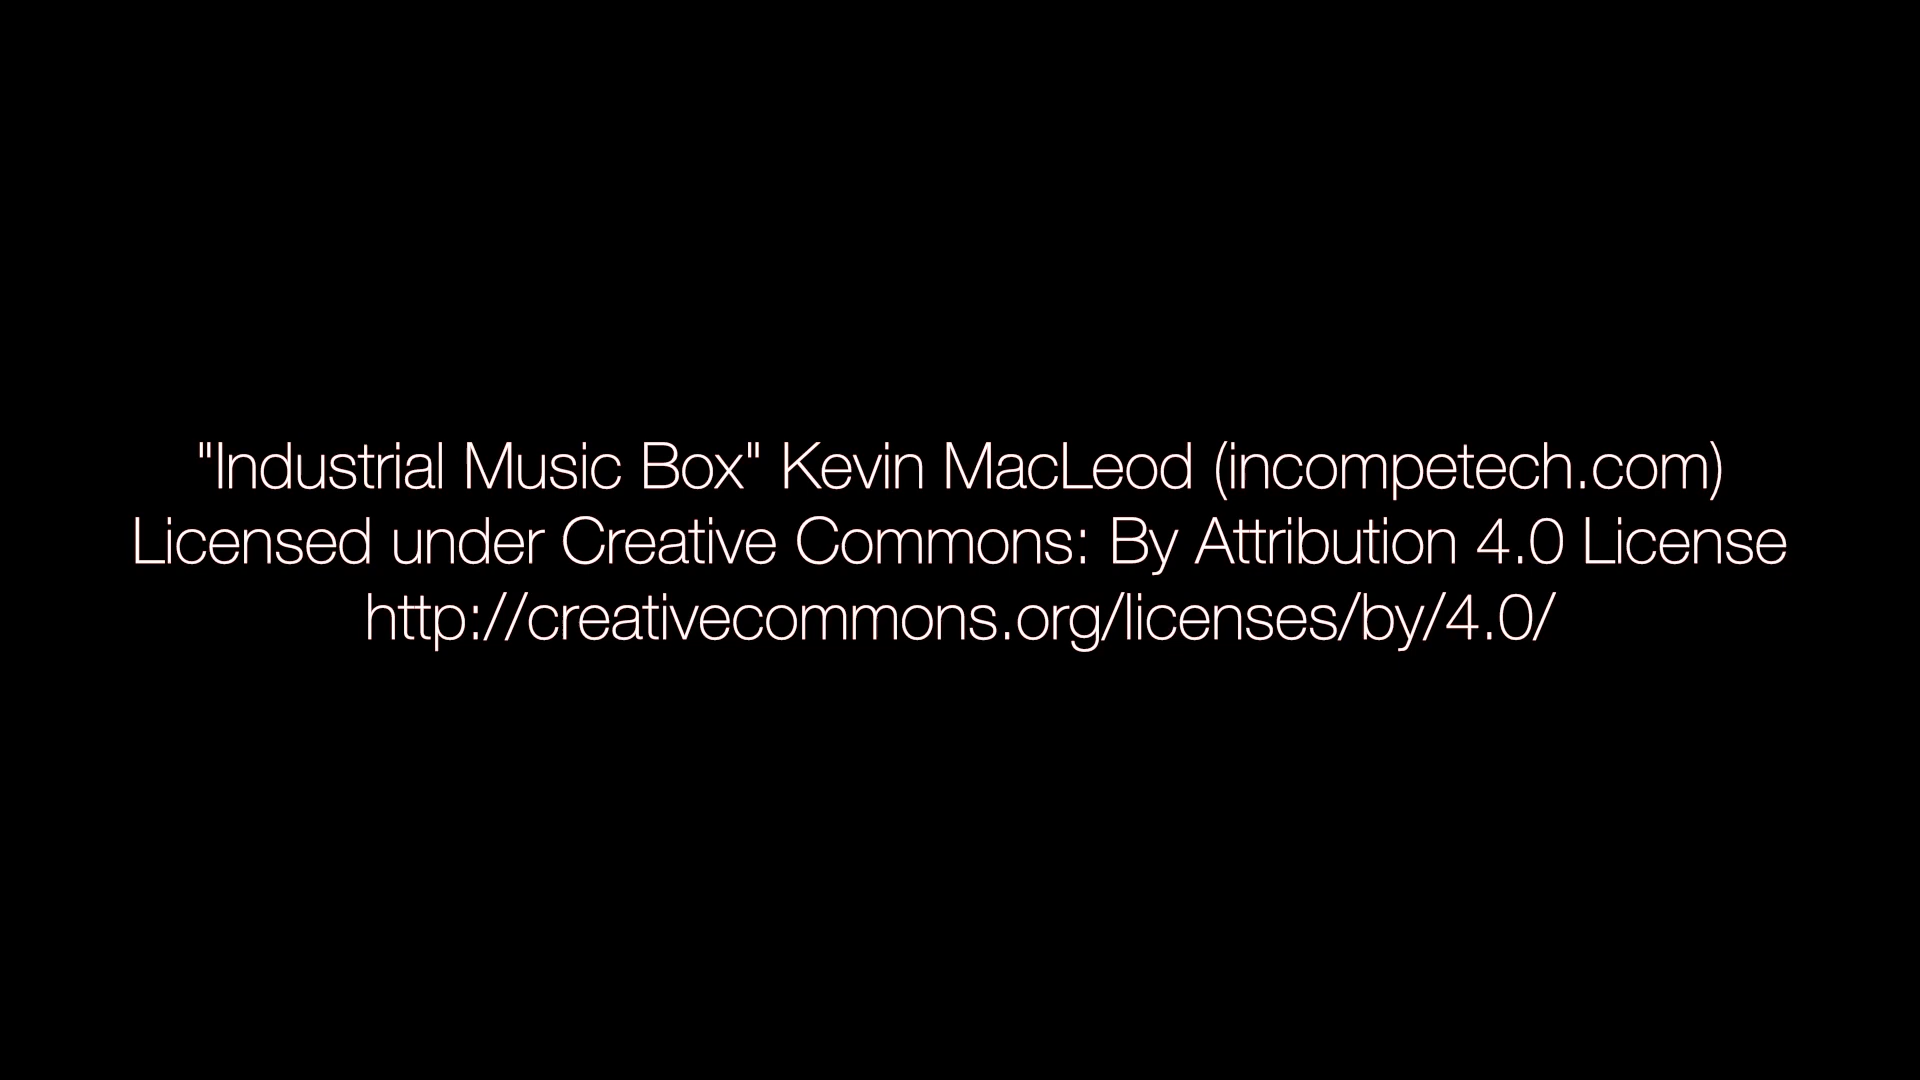 "Industrial Music Box" Kevin MacLeod (incompetech.com)
Licensed under Creative Commons: By Attribution 4.0 License
http://creativecommons.org/licenses/by/4.0/